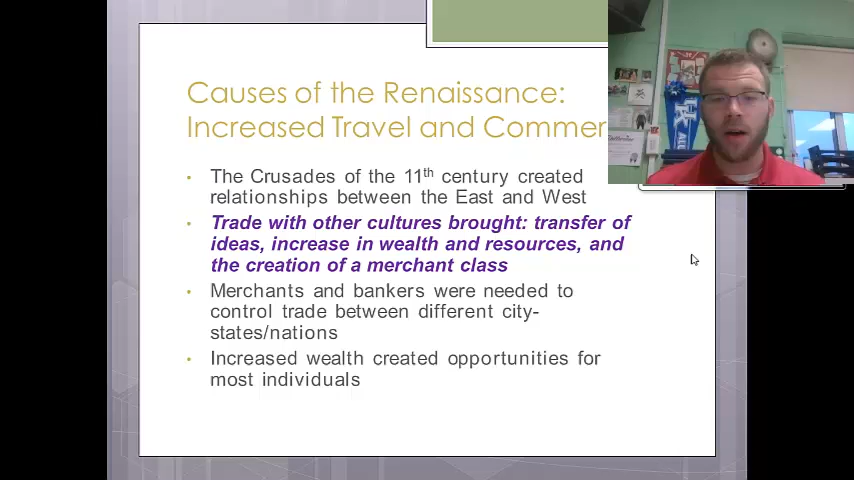 Causes of the Renaissance:
Increased Travel and Commer
The Crusades of the 11th century created
relationships between the East and West
Trade with other cultures brought: transfer of
ideas, increase in wealth and resources, and
the creation of a merchant class
Merchants and bankers were needed to
control trade between different city-
states/nations
Increased wealth created opportunities for
most individuals